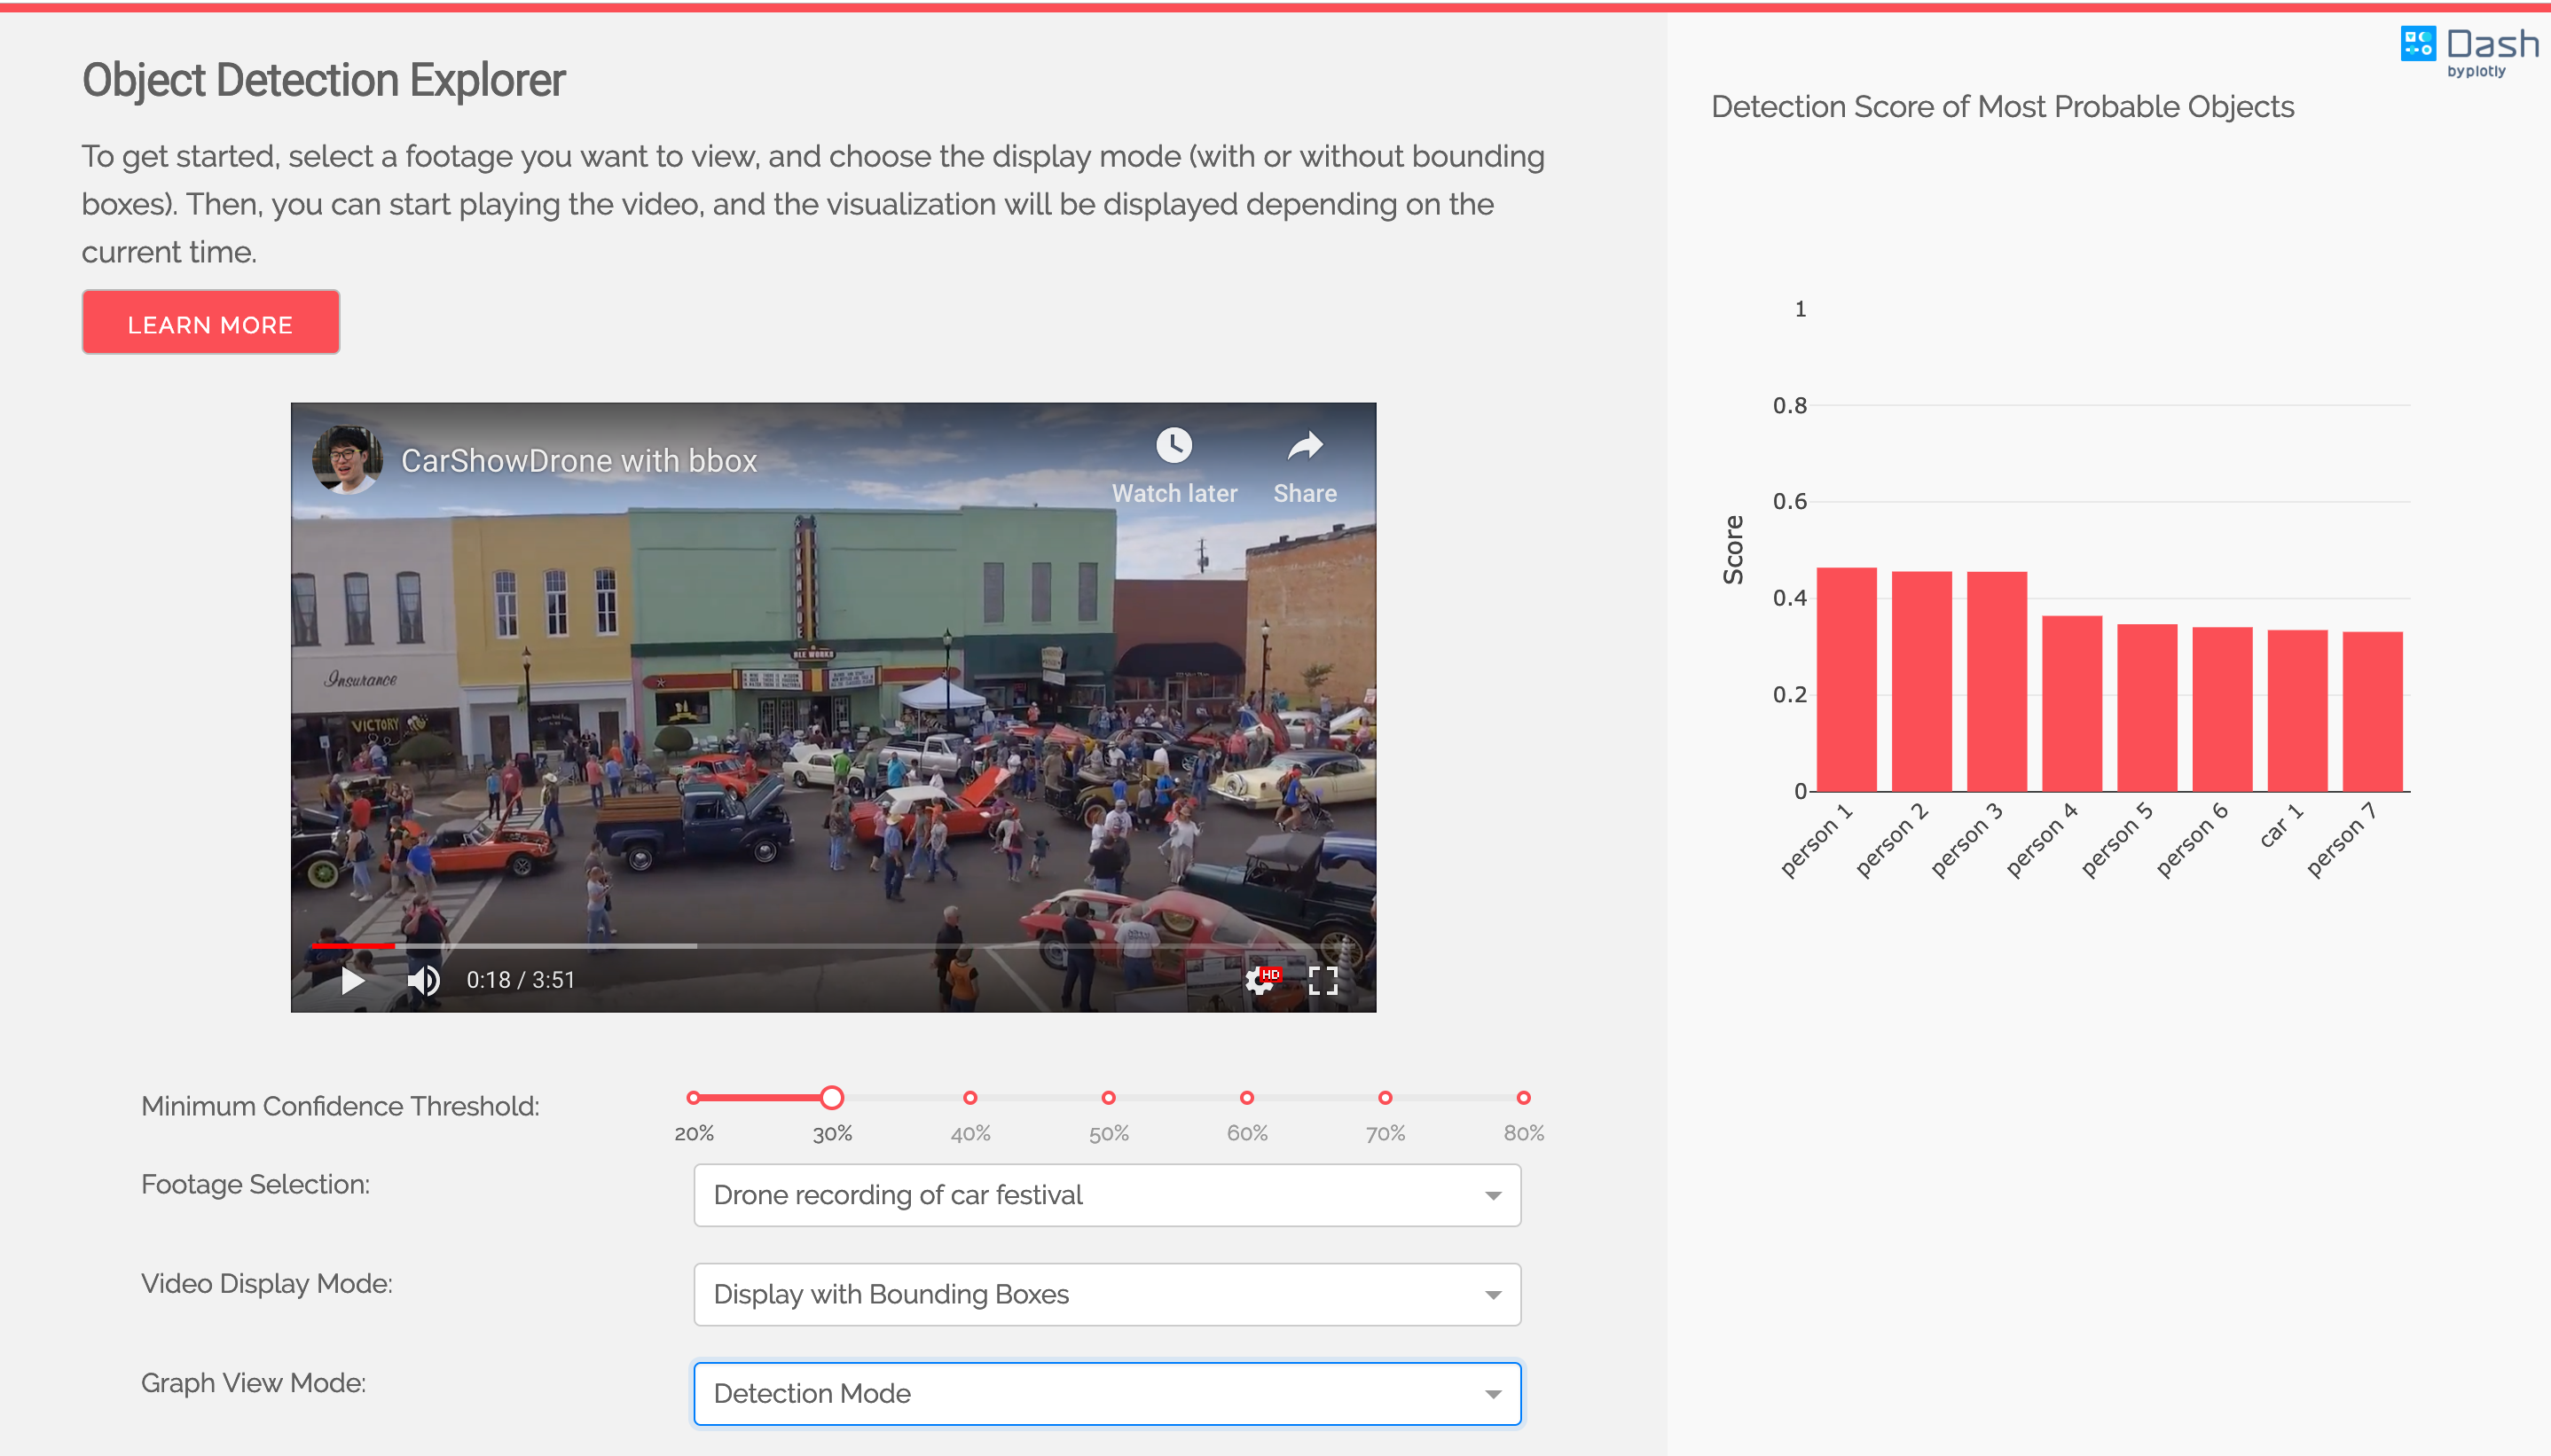 Dash
by plotly
Object Detection Explorer
To get started, select a footage you want to view, and choose the display mode (with or without bounding
boxes). Then, you can start playing the video, and the visualization will be displayed depending on the
current time.
LEARN MORE
CarShowDrone with bbox
Watch later
Share
Insurance
VICTORY
ALE WORKS
0:18 / 3:51
HD
Minimum Confidence Threshold:
20%
30%
40%
50%
60%
70%
80%
Footage Selection:
Drone recording of car festival
Video Display Mode:
Display with Bounding Boxes
Graph View Mode:
Detection Mode
Detection Score of Most Probable Objects
1
0.8
0.6
0.4
0.2
0
Score
person 1
person 2
person 3
person 4
person 5
person 6
car 1
person 7